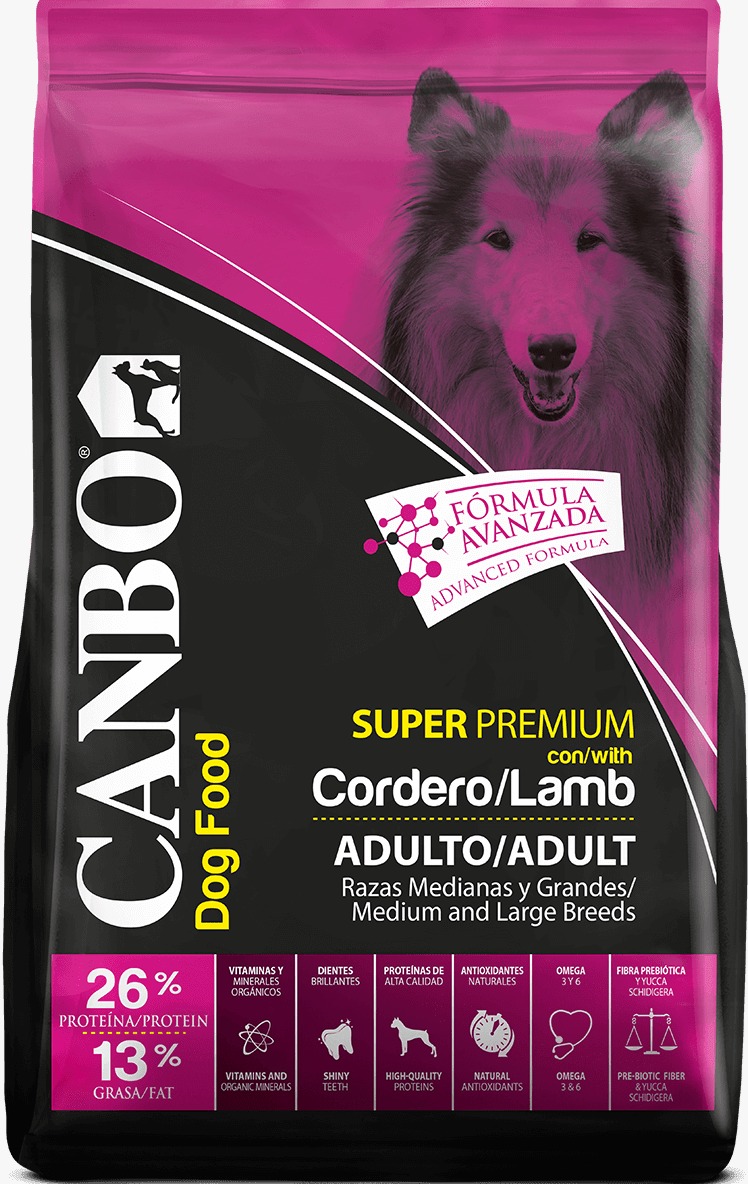 CANBO®
Dog Food
FÓRMULA
AVANZADA
ADVANCED FORMULA
SUPER PREMIUM
con/with
Cordero/Lamb
ADULTO/ADULT
Razas Medianas y Grandes/
Medium and Large Breeds
26%
PROTEÍNA/PROTEIN
13%
GRASA/FAT
VITAMINAS Y
MINERALES
ORGÁNICOS
VITAMINS AND
ORGANIC MINERALS
DIENTES
BRILLANTES
SHINY
TEETH
PROTEÍNAS DE
ALTA CALIDAD
HIGH-QUALITY
PROTEINS
ANTIOXIDANTES
NATURALES
NATURAL
ANTIOXIDANTS
OMEGA
3 Y 6
OMEGA
3 & 6
FIBRA PREBIÓTICA
Y YUCCA
SCHIDIGERA
PRE-BIOTIC FIBER
& YUCCA
SCHIDIGERA